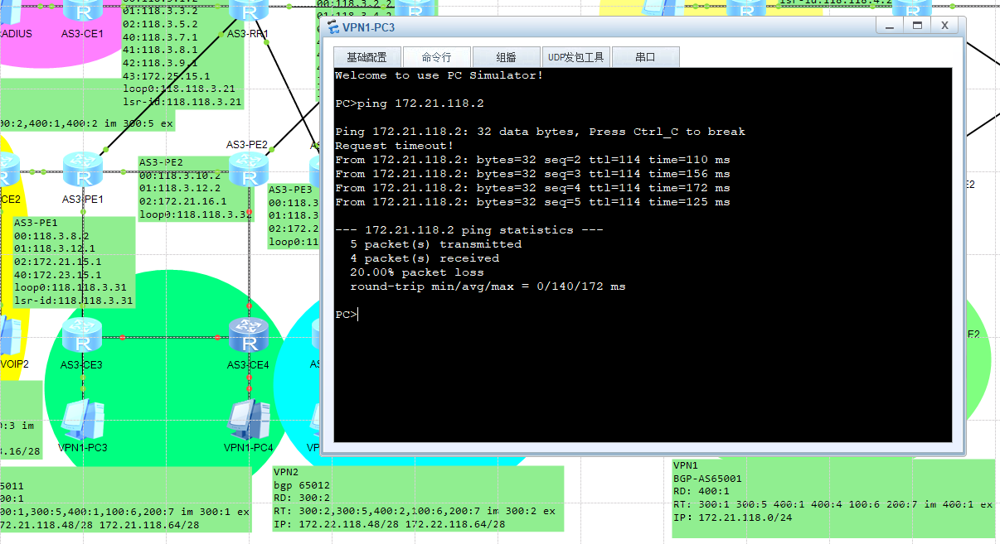 ADIUS
AS3-CE1
01:118.3.3.2
02:118.3.5.2
40:118.3.7.1
41:118.3.8.1
42:118.3.9.1
43:172.25.15.1
loop0:118.118.3.21
lsr-id:118.118.3.21
AS3-RR1
00:118.3.2.2
00:2,400:1,400:2 im 300:5 ex
CE2
AS3-PE1
AS3-PE1
00:118.3.8.2
01:118.3.12.1
02:172.21.15.1
40:172.23.15.1
loop0:118.118.3.31
lsr-id:118.118.3.31
AS3-PE2
AS3-PE2
00:118.3.10.2
01:118.3.12.2
02:172.21.16.1
loop0:118.118.3.32
AS3-PE3
00:118.3
01:118.3
02:172.2
loop0:11
VPN1-PC3
基础配置
命令行
组播
UDP发包工具
串口
Welcome to use PC Simulator!
PC>ping 172.21.118.2
Ping 172.21.118.2: 32 data bytes, Press Ctrl_C to break
Request timeout!
From 172.21.118.2: bytes=32 seq=2 ttl=114 time=110 ms
From 172.21.118.2: bytes=32 seq=3 ttl=114 time=156 ms
From 172.21.118.2: bytes=32 seq=4 ttl=114 time=172 ms
From 172.21.118.2: bytes=32 seq=5 ttl=114 time=125 ms
--- 172.21.118.2 ping statistics ---
5 packet(s) transmitted
4 packet(s) received
20.00% packet loss
round-trip min/avg/max = 0/140/172 ms
PC>
E2
E2
VOIP2
AS3-CE3
AS3-CE4
VPN1-PC3
VPN1-PC4
VP
0:3 im
.16/28
65011
00:1
00:1,300:5,400:1,100:6,200:7 im 300:1 ex
72.21.118.48/28 172.21.118.64/28
VPN2
bgp 65012
RD: 300:2
RT: 300:2,300:5,400:2,100:6,200:7 im 300:2 ex
IP: 172.22.118.48/28 172.22.118.64/28
VPN1
BGP-AS65001
RD: 400:1
RT: 300:1 300:5 400:1 400:4 100:6 200:7 im 400:1 ex
IP: 172.21.118.0/24